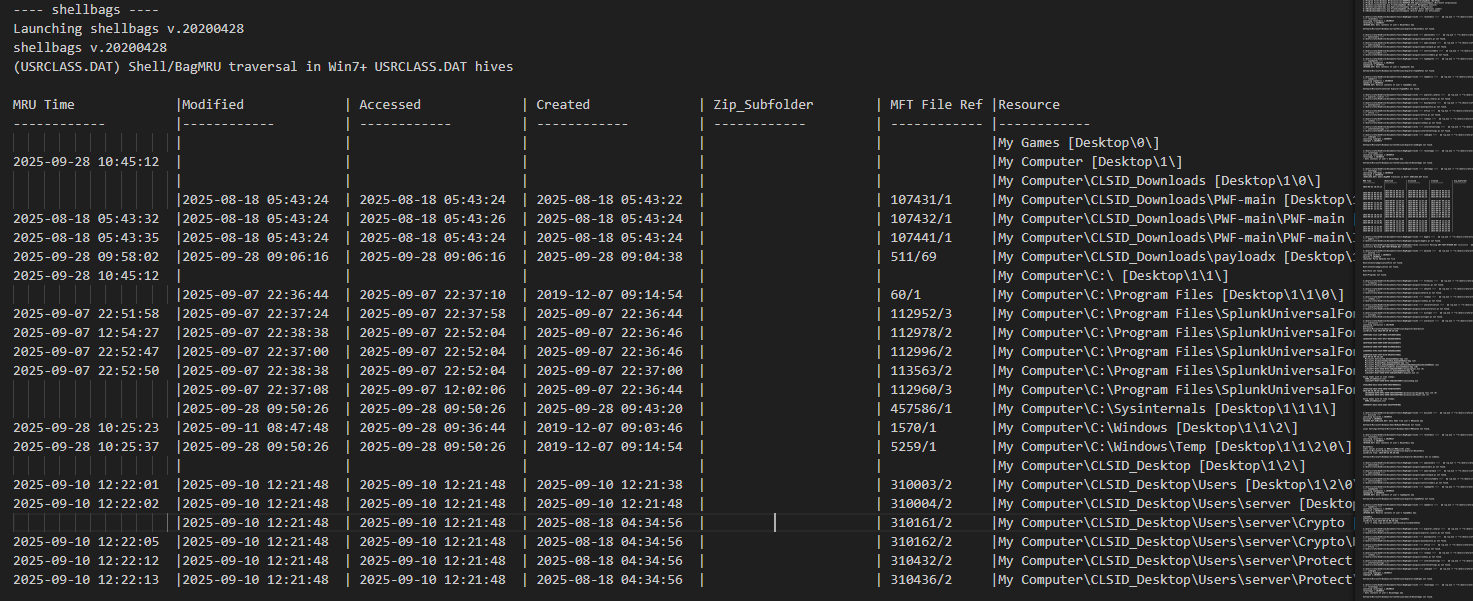 ---- shellbags ----
Launching shellbags v.20200428
shellbags v.20200428
(USRCLASS.DAT) Shell/BagMRU traversal in Win7+ USRCLASS.DAT hives
MRU Time |Modified | Accessed | Created | Zip_Subfolder | MFT File Ref |Resource
------------ |------------ | ------------ | ------------ | ------------ | ------------ |------------
| | | | | |My Games [Desktop\0\]
2025-09-28 10:45:12 | | | | | |My Computer [Desktop\1\]
| | | | | |My Computer\CLSID_Downloads [Desktop\1\0\]
|2025-08-18 05:43:24 | 2025-08-18 05:43:24 | 2025-08-18 05:43:22 | | 107431/1 |My Computer\CLSID_Downloads\PWF-main [Desktop\
2025-08-18 05:43:32 |2025-08-18 05:43:24 | 2025-08-18 05:43:26 | 2025-08-18 05:43:24 | | 107432/1 |My Computer\CLSID_Downloads\PWF-main\PWF-main
2025-08-18 05:43:35 |2025-08-18 05:43:24 | 2025-08-18 05:43:24 | 2025-08-18 05:43:24 | | 107441/1 |My Computer\CLSID_Downloads\PWF-main\PWF-main\
2025-09-28 09:58:02 |2025-09-28 09:06:16 | 2025-09-28 09:06:16 | 2025-09-28 09:04:38 | | 511/69 |My Computer\CLSID_Downloads\payloadx [Desktop\
2025-09-28 10:45:12 | | | | | |My Computer\C:\ [Desktop\1\1\]
|2025-09-07 22:36:44 | 2025-09-07 22:37:10 | 2019-12-07 09:14:54 | | 60/1 |My Computer\C:\Program Files [Desktop\1\1\0\]
2025-09-07 22:51:58 |2025-09-07 22:37:24 | 2025-09-07 22:37:58 | 2025-09-07 22:36:44 | | 112952/3 |My Computer\C:\Program Files\SplunkUniversalFo
2025-09-07 12:54:27 |2025-09-07 22:38:38 | 2025-09-07 22:52:04 | 2025-09-07 22:36:46 | | 112978/2 |My Computer\C:\Program Files\SplunkUniversalFo
2025-09-07 22:52:47 |2025-09-07 22:37:00 | 2025-09-07 22:52:04 | 2025-09-07 22:36:46 | | 112996/2 |My Computer\C:\Program Files\SplunkUniversalFo
2025-09-07 22:52:50 |2025-09-07 22:38:38 | 2025-09-07 22:52:04 | 2025-09-07 22:37:00 | | 113563/2 |My Computer\C:\Program Files\SplunkUniversalFo
|2025-09-07 22:37:08 | 2025-09-07 12:02:06 | 2025-09-07 22:36:44 | | 112960/3 |My Computer\C:\Program Files\SplunkUniversalFo
|2025-09-28 09:50:26 | 2025-09-28 09:50:26 | 2025-09-28 09:43:20 | | 457586/1 |My Computer\C:\Sysinternals [Desktop\1\1\1\]
2025-09-28 10:25:23 |2025-09-11 08:47:48 | 2025-09-28 09:36:44 | 2019-12-07 09:03:46 | | 1570/1 |My Computer\C:\Windows [Desktop\1\1\2\]
2025-09-28 10:25:37 |2025-09-28 09:50:26 | 2025-09-28 09:50:26 | 2019-12-07 09:14:54 | | 5259/1 |My Computer\C:\Windows\Temp [Desktop\1\1\2\0\]
| | | | | |My Computer\CLSID_Desktop [Desktop\1\2\]
2025-09-10 12:22:01 |2025-09-10 12:21:48 | 2025-09-10 12:21:48 | 2025-09-10 12:21:38 | | 310003/2 |My Computer\CLSID_Desktop\Users [Desktop\1\2\0
2025-09-10 12:22:02 |2025-09-10 12:21:48 | 2025-09-10 12:21:48 | 2025-09-10 12:21:48 | | 310004/2 |My Computer\CLSID_Desktop\Users\server [Deskto
|2025-09-10 12:21:48 | 2025-09-10 12:21:48 | 2025-08-18 04:34:56 | | 310161/2 |My Computer\CLSID_Desktop\Users\server\Crypto
2025-09-10 12:22:05 |2025-09-10 12:21:48 | 2025-09-10 12:21:48 | 2025-08-18 04:34:56 | | 310162/2 |My Computer\CLSID_Desktop\Users\server\Crypto\
2025-09-10 12:22:12 |2025-09-10 12:21:48 | 2025-09-10 12:21:48 | 2025-08-18 04:34:56 | | 310432/2 |My Computer\CLSID_Desktop\Users\server\Protect
2025-09-10 12:22:13 |2025-09-10 12:21:48 | 2025-09-10 12:21:48 | 2025-08-18 04:34:56 | | 310436/2 |My Computer\CLSID_Desktop\Users\server\Protect\